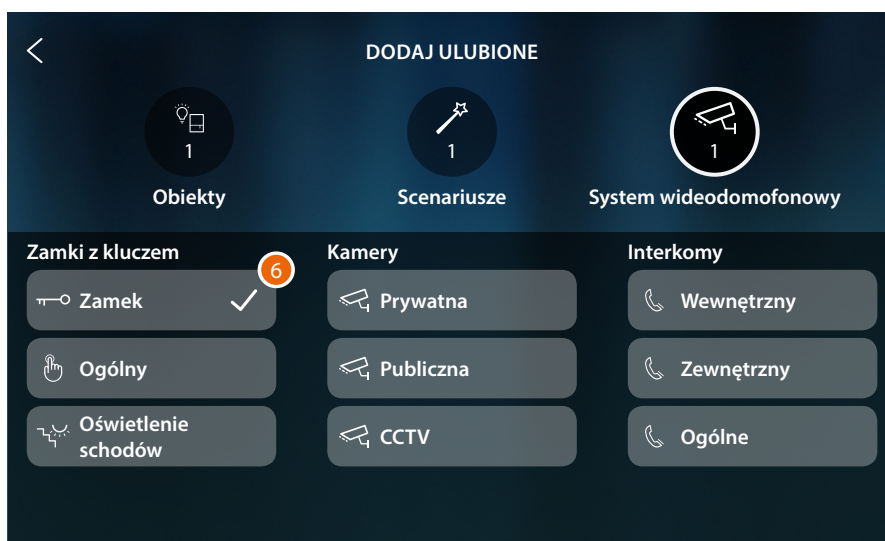 DODAJ ULUBIONE
1
1
1
Obiekty
Scenariusze
System wideodomofonowy
Zamki z kluczem
Kamery
Interkomy
6
Zamek
Prywatna
Wewnętrzny
Ogólny
Publiczna
Zewnętrzny
Oświetlenie
schodów
CCTV
Ogólne